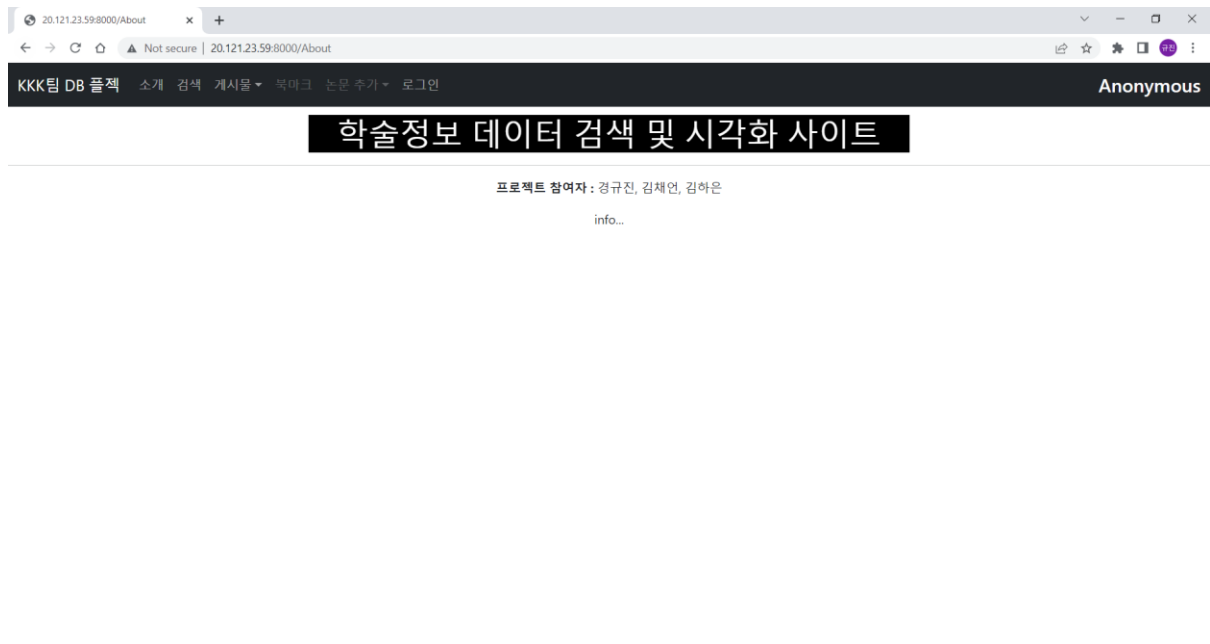 20.121.23.59:8000/About
Not secure | 20.121.23.59:8000/About
규진
KKK팀 DB 플젝 소개 검색 게시물 북마크 논문 추가 로그인 Anonymous
학술정보 데이터 검색 및 시각화 사이트
프로젝트 참여자 : 경규진, 김채언, 김하은
info...